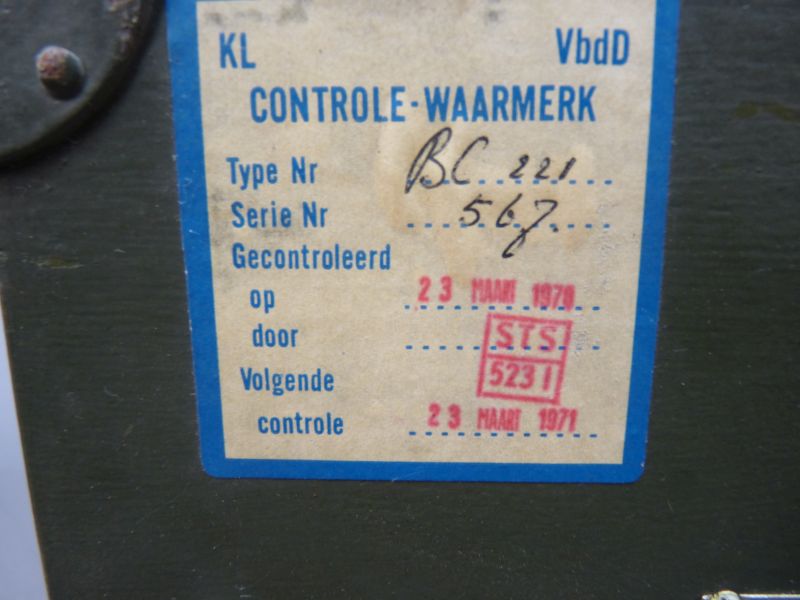 KL VbdD
CONTROLE-WAARMERK
Type Nr BC 221
Serie Nr 567.
Gecontroleerd
op 23 MAART 1970
door STS
5231
Volgende
controle 23 MAART 1971